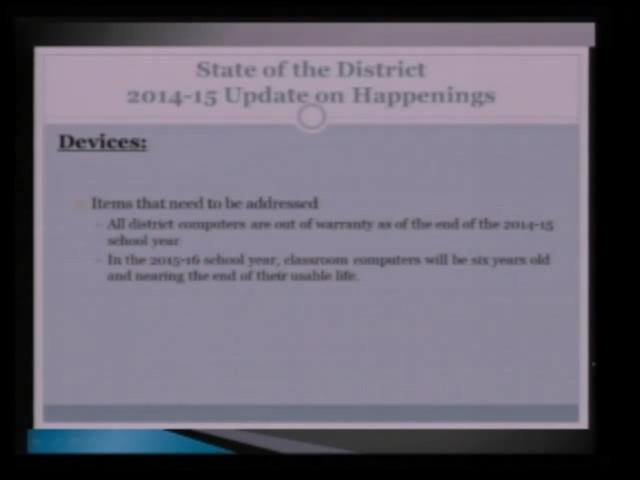 State of the District
2014-15 Update on Happenings
Devices:
Items that need to be addressed
- All district computers are out of warranty as of the end of the 2014-15
school year
- In the 2015-16 school year, classroom computers will be six years old
and nearing the end of their usable life.